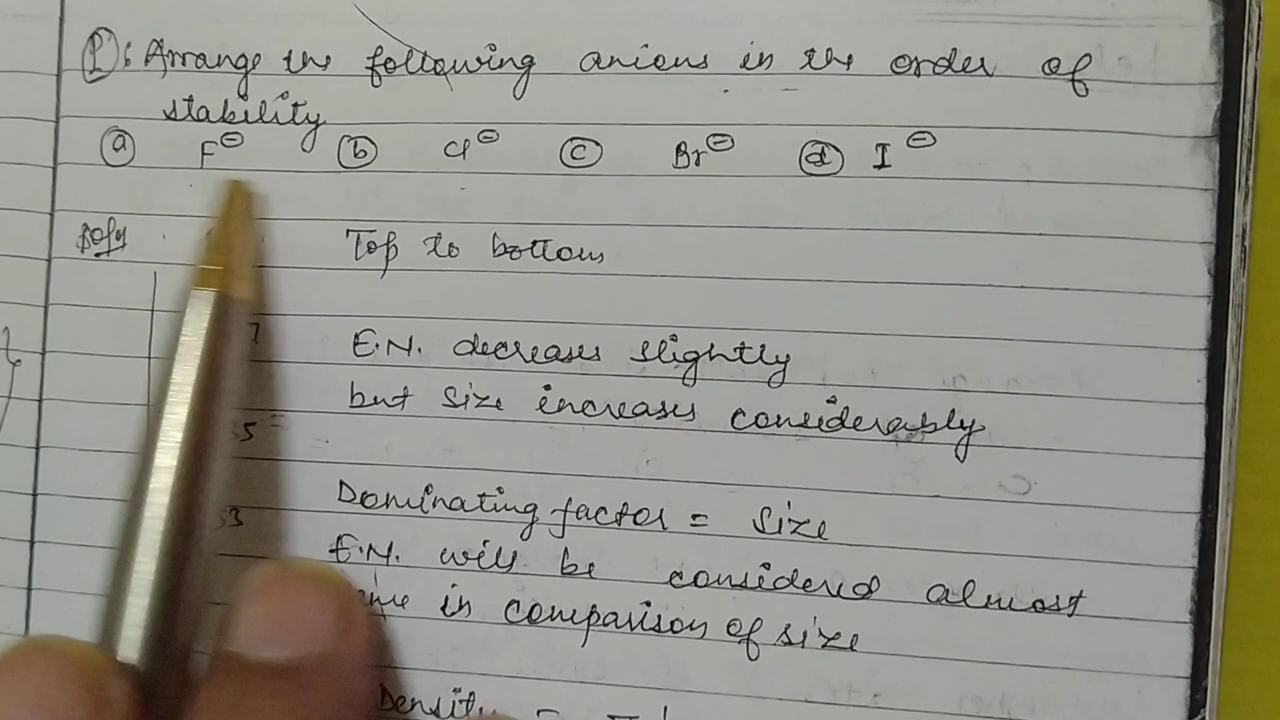 P: Arrange the following anions in the order of
stability
(a) F⊖ (b) Cl⊖ (c) Br⊖ (d) I⊖
Soln Top to bottom
E.N. decreases slightly
but size increases considerably
Dominating factor = size
E.N. will be considered almost
in comparison of size